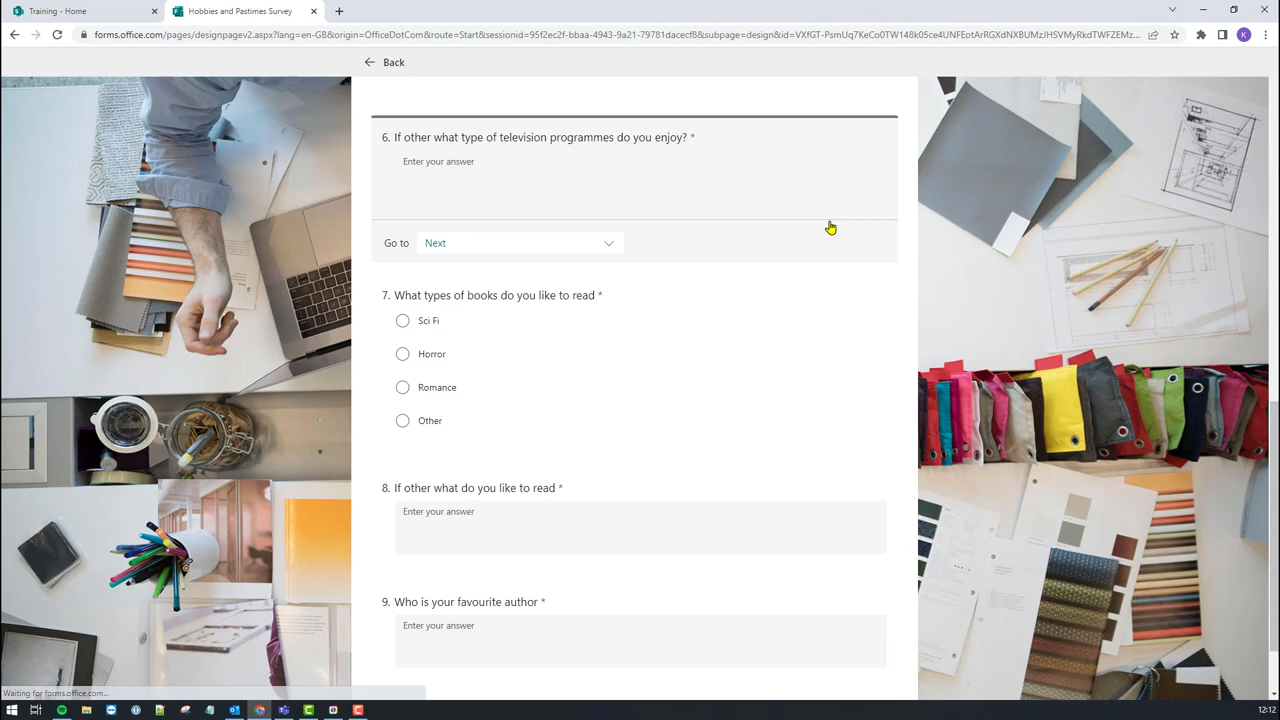 Training - Home
Hobbies and Pastimes Survey
forms.office.com/pages/designpagev2.aspx?lang=en-GB&origin=OfficeDotCom&route=Start&sessionid=95f2ec2f-bbaa-4943-9a21-79781dacecf8&subpage=design&id=VXfGT-PsmUq7KeCo0TW148k05ce4UNFEotArRGXdNXBUMzJHSVMyRkdTWFZEMz...
K
Back
6. If other what type of television programmes do you enjoy? *
Enter your answer
Go to Next
7. What types of books do you like to read *
Sci Fi
Horror
Romance
Other
8. If other what do you like to read *
Enter your answer
9. Who is your favourite author *
Enter your answer
Waiting for forms.office.com...
12:12